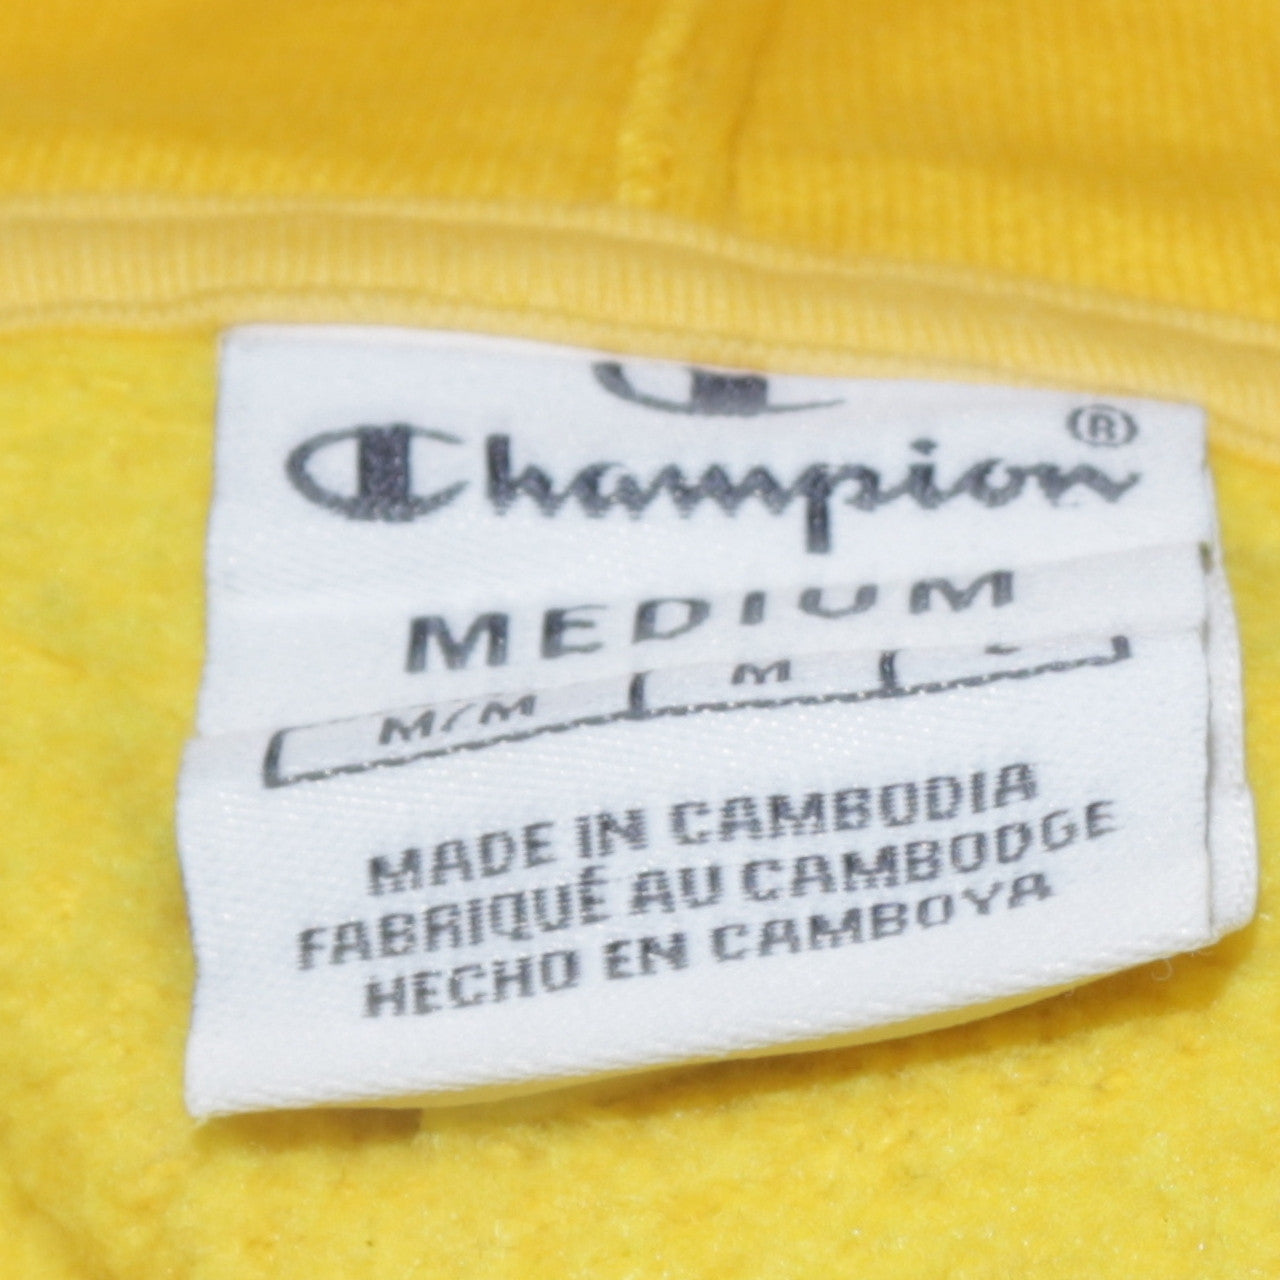 Champion®
MEDIUM
M/M M
MADE IN CAMBODIA
FABRIQUÉ AU CAMBODGE
HECHO EN CAMBOYA